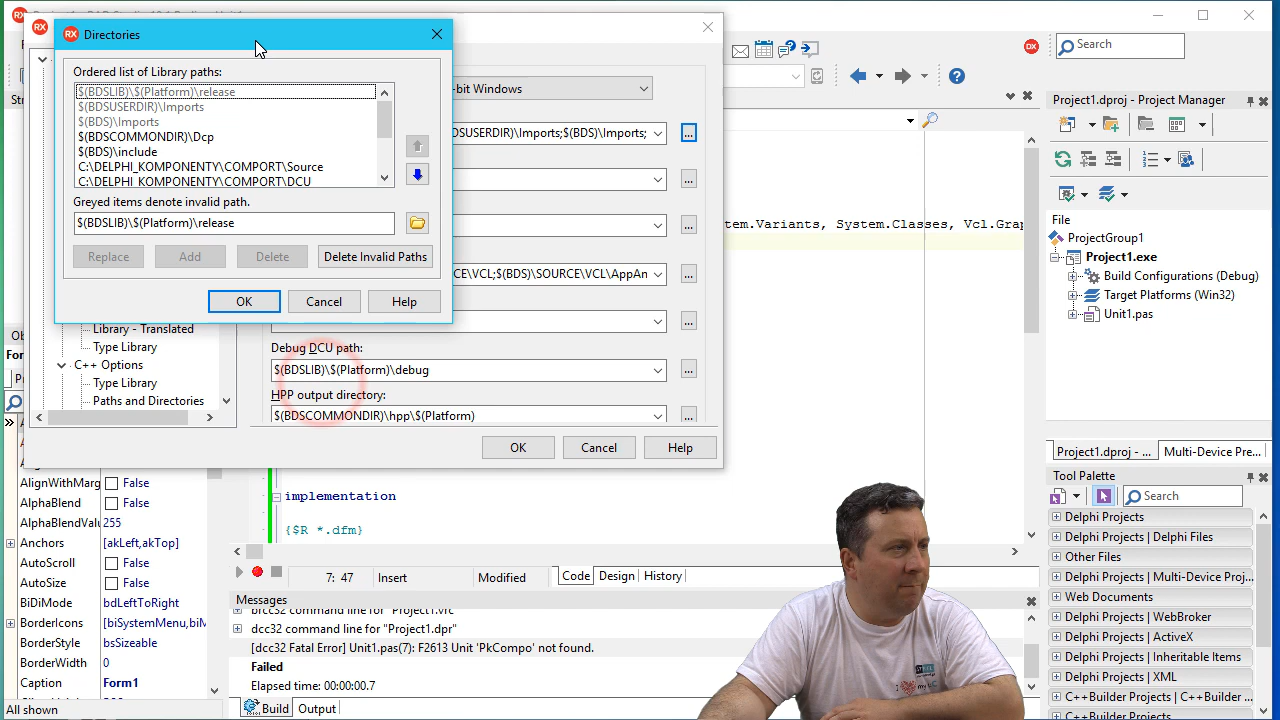 Directories
Ordered list of Library paths:
$(BDSLIB)\$(Platform)\release
$(BDSUSERDIR)\Imports
$(BDS)\Imports
$(BDSCOMMONDIR)\Dcp
$(BDS)\include
C:\DELPHI_KOMPONENTY\COMPORT\Source
C:\DELPHI_KOMPONENTY\COMPORT\DCU
Greyed items denote invalid path.
$(BDSLIB)\$(Platform)\release
Replace
Add
Delete
Delete Invalid Paths
OK
Cancel
Help
-bit Windows
DSUSERDIR)\Imports;$(BDS)\Imports;
...
...
...
RCE\VCL;$(BDS)\SOURCE\VCL\AppAn
...
...
Debug DCU path:
$(BDSLIB)\$(Platform)\debug
...
HPP output directory:
$(BDSCOMMONDIR)\hpp\$(Platform)
...
OK
Cancel
Help
Library - Translated
Type Library
C++ Options
Type Library
Paths and Directories
Search
Project1.dproj - Project Manager
File
ProjectGroup1
Project1.exe
Build Configurations (Debug)
Target Platforms (Win32)
Unit1.pas
Project1.dproj - ...
Multi-Device Pre...
Tool Palette
Search
Delphi Projects
Delphi Projects | Delphi Files
Other Files
Delphi Projects | Multi-Device Proj...
Web Documents
Delphi Projects | WebBroker
Delphi Projects | ActiveX
Delphi Projects | Inheritable Items
Delphi Projects | XML
C++Builder Projects | C++Builder ...
tem.Variants, System.Classes, Vcl.Grap
implementation
{$R *.dfm}
7: 47
Insert
Modified
Code
Design
History
Messages
brcc32 command line for "Project1.vrc"
dcc32 command line for "Project1.dpr"
[dcc32 Fatal Error] Unit1.pas(7): F2613 Unit 'PkCompo' not found.
Failed
Elapsed time: 00:00:00.7
Build
Output
AlignWithMarg
False
AlphaBlend
False
AlphaBlendValu
255
Anchors
[akLeft,akTop]
AutoScroll
False
AutoSize
False
BiDiMode
bdLeftToRight
BorderIcons
[biSystemMenu,biM
BorderStyle
bsSizeable
BorderWidth
0
Caption
Form1
All shown